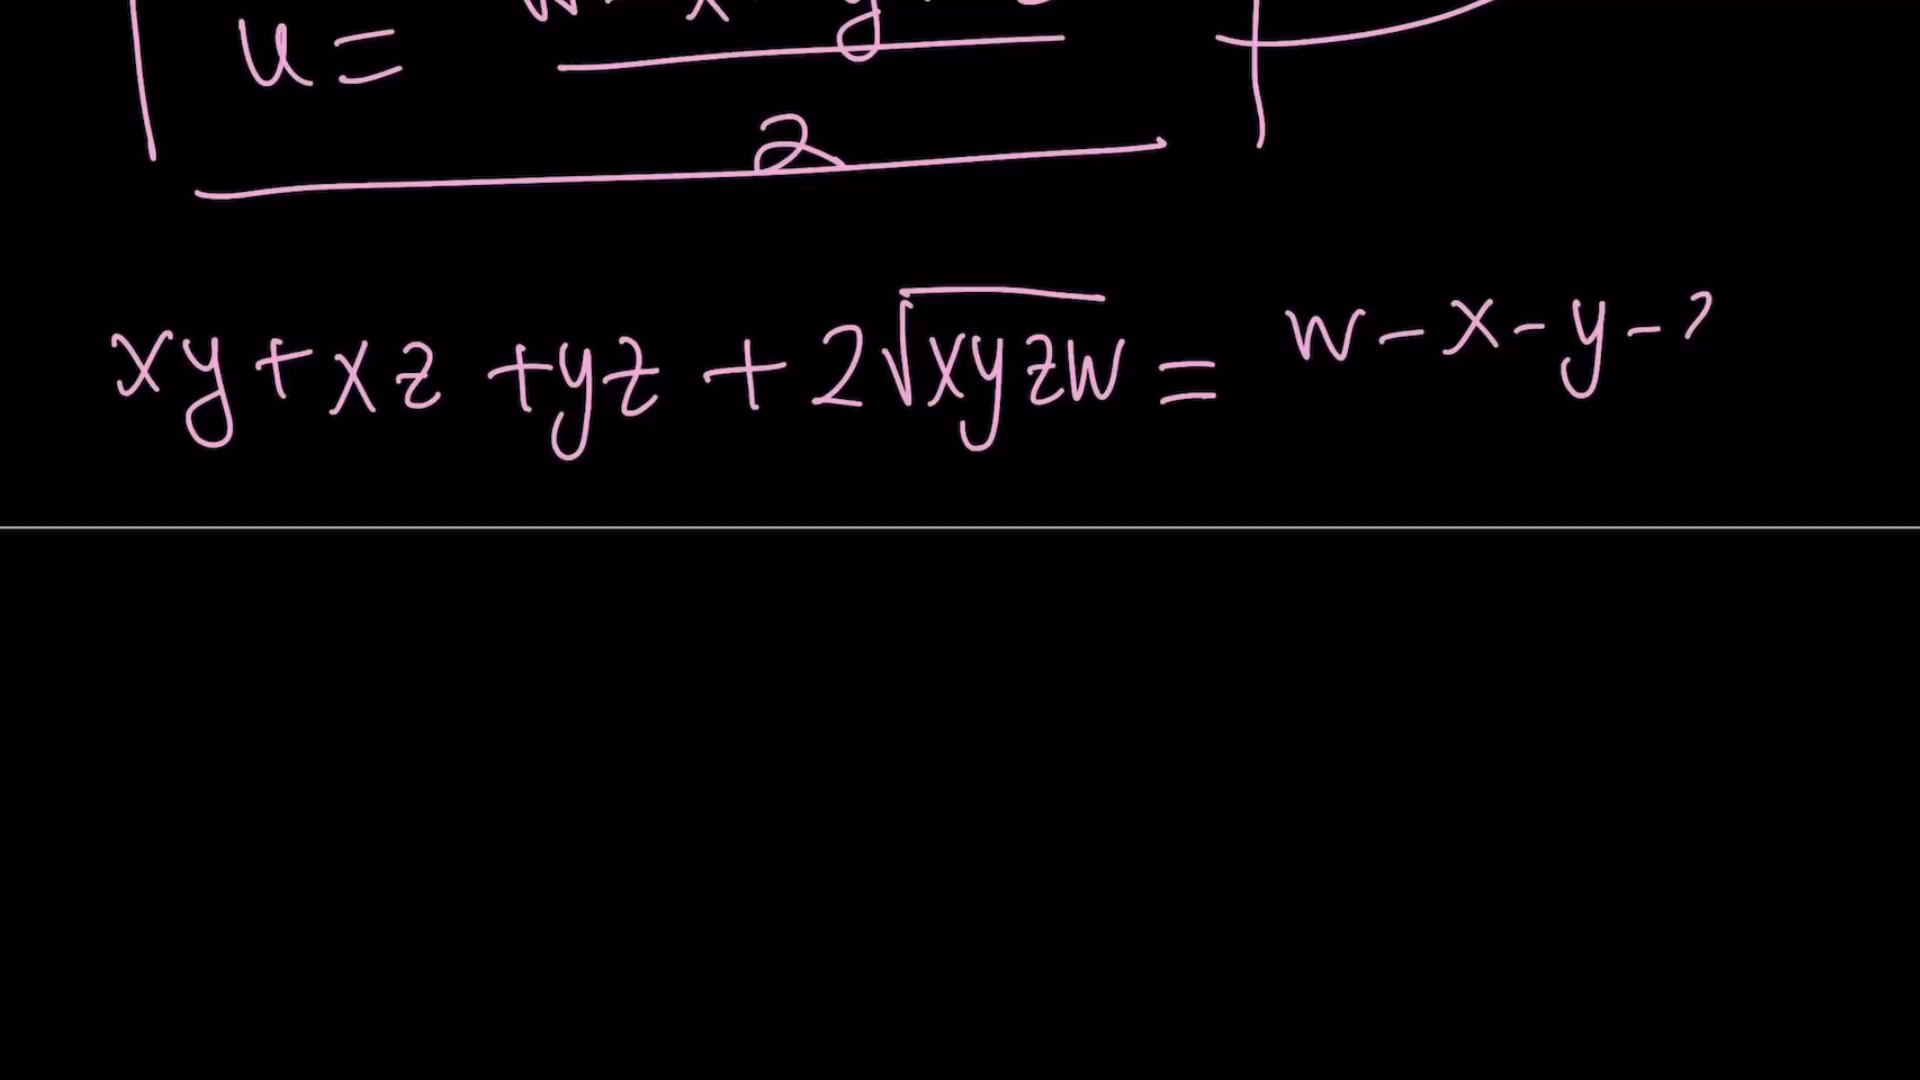 u =
2
xy + xz + yz + 2√xyzw = w - x - y -